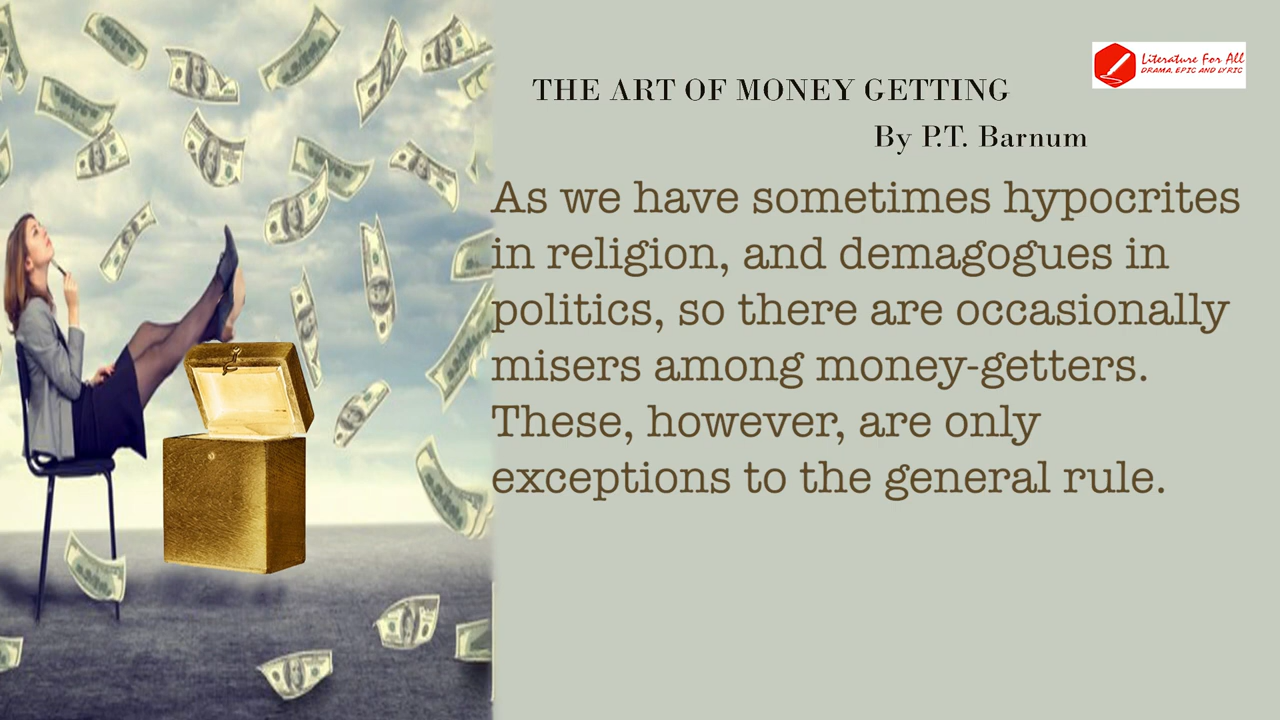 Literature For All
DRAMA, EPIC AND LYRIC
THE ART OF MONEY GETTING
By P.T. Barnum
As we have sometimes hypocrites
in religion, and demagogues in
politics, so there are occasionally
misers among money-getters.
These, however, are only
exceptions to the general rule.